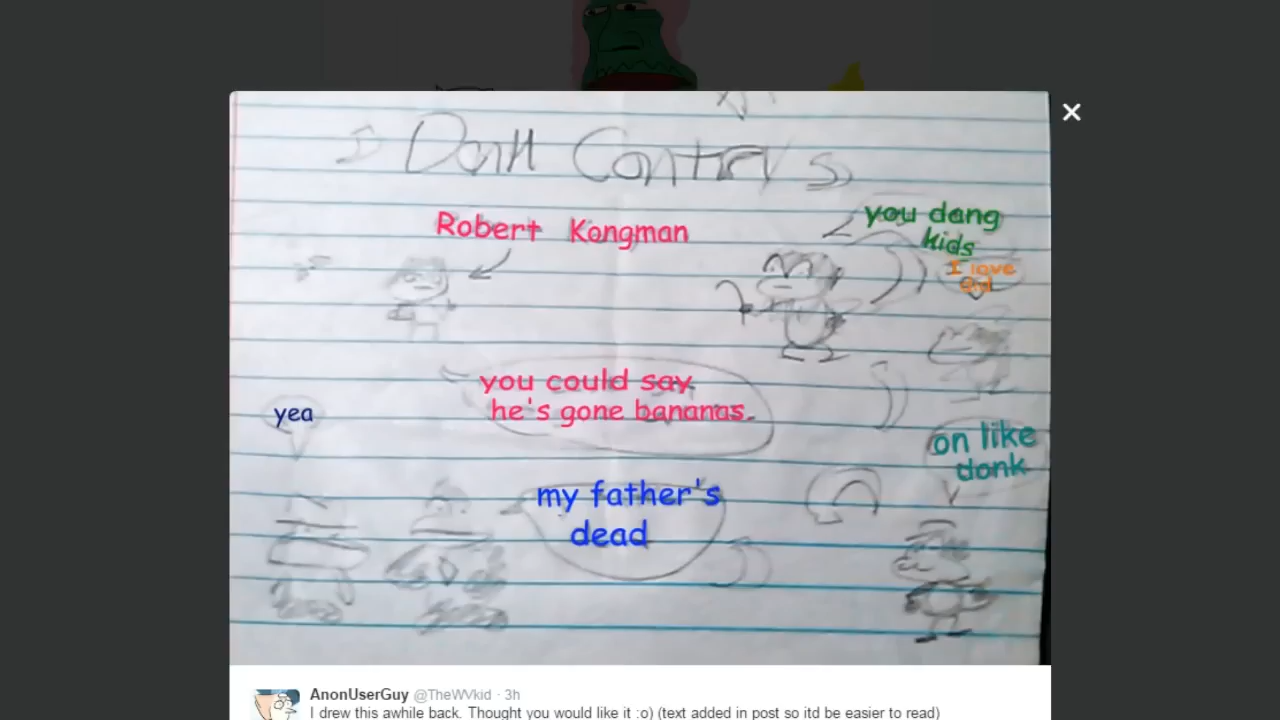 Donk Control
Robert Kongman
you dang
kids
I love
you could say
he's gone bananas.
yea
on like
donk
my father's
dead
AnonUserGuy @TheWVkid · 3h
I drew this awhile back. Thought you would like it :o) (text added in post so itd be easier to read)